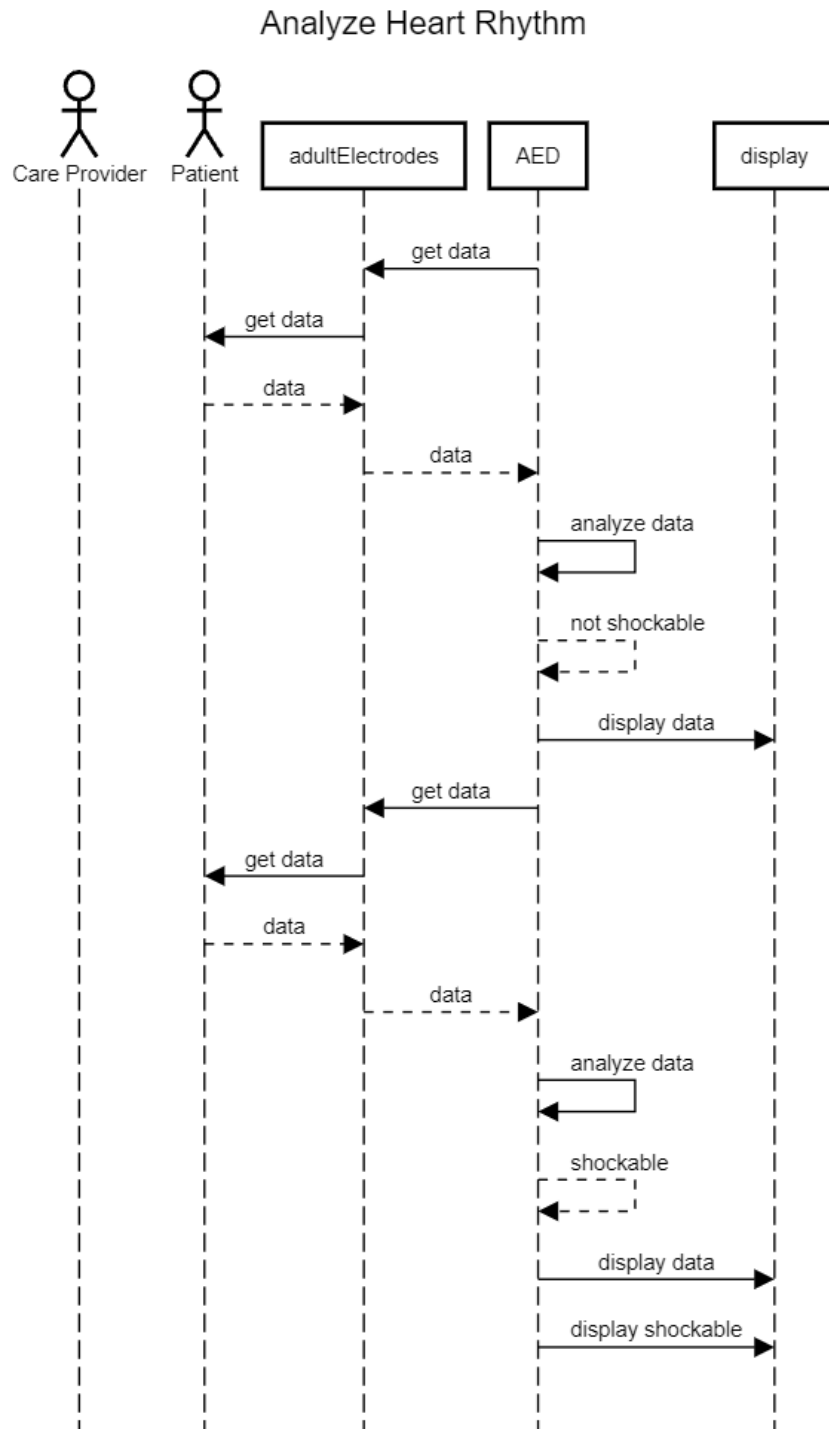 Analyze Heart Rhythm
Care Provider
Patient
adultElectrodes
AED
display
get data
get data
data
data
analyze data
not shockable
display data
get data
get data
data
data
analyze data
shockable
display data
display shockable